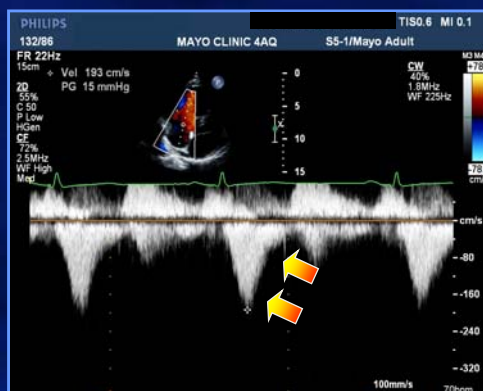 PHILIPS TIS0.6 MI 0.1
132/86 MAYO CLINIC 4AQ S5-1/Mayo Adult
FR 22Hz
15cm
Vel 193 cm/s
PG 15 mmHg
2D
55%
C 50
P Low
HGen
CF
72%
2.5MHz
WF High
Med
0
5
10
15
x
CW
40%
1.8MHz
WF 225Hz
M3 M4
cm/s
-80
-160
-240
-320
100mm/s